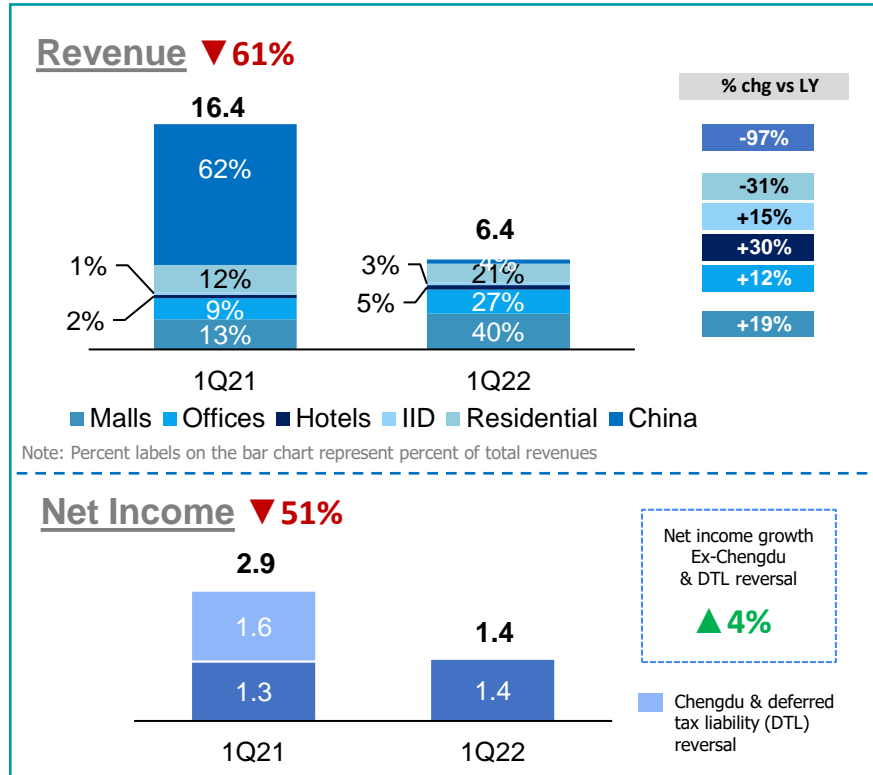 Revenue ▼61%
% chg vs LY
16.4
62%
1%
12%
2%
9%
13%
6.4
4%
3%
21%
5%
27%
40%
-97%
-31%
+15%
+30%
+12%
+19%
1Q21
1Q22
Malls Offices Hotels IID Residential China
Note: Percent labels on the bar chart represent percent of total revenues
Net Income ▼51%
2.9
1.6
1.3
1.4
1.4
1Q21
1Q22
Net income growth
Ex-Chengdu
& DTL reversal
▲4%
Chengdu & deferred
tax liability (DTL)
reversal